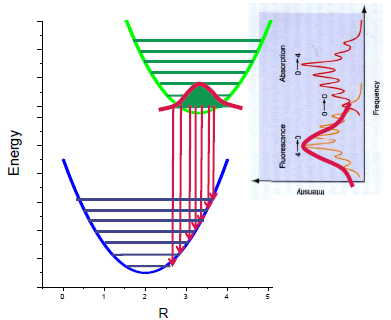 Energy
R
0
1
2
3
4
5
Absorption
0→4
0↔0
Fluorescence
4←0
Frequency
Intensity